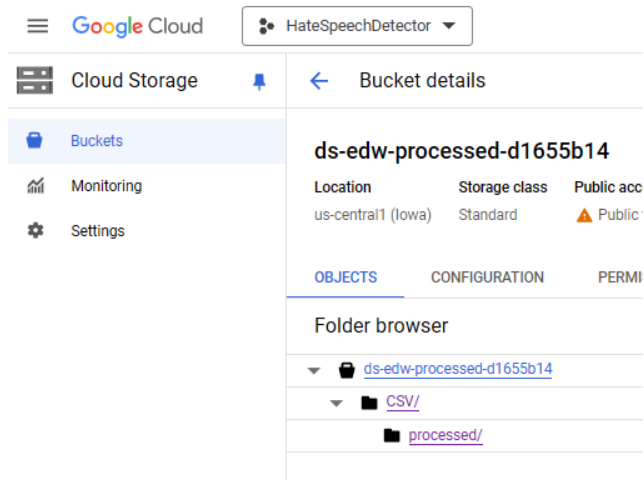 Google Cloud
HateSpeechDetector
Cloud Storage
Bucket details
Buckets
Monitoring
Settings
ds-edw-processed-d1655b14
Location Storage class Public acc
us-central1 (Iowa) Standard Public
OBJECTS CONFIGURATION PERMI
Folder browser
ds-edw-processed-d1655b14
CSV/
processed/